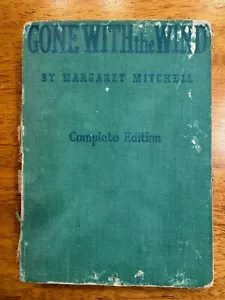 GONE WITH the WIND
BY MARGARET MITCHELL
Complete Edition